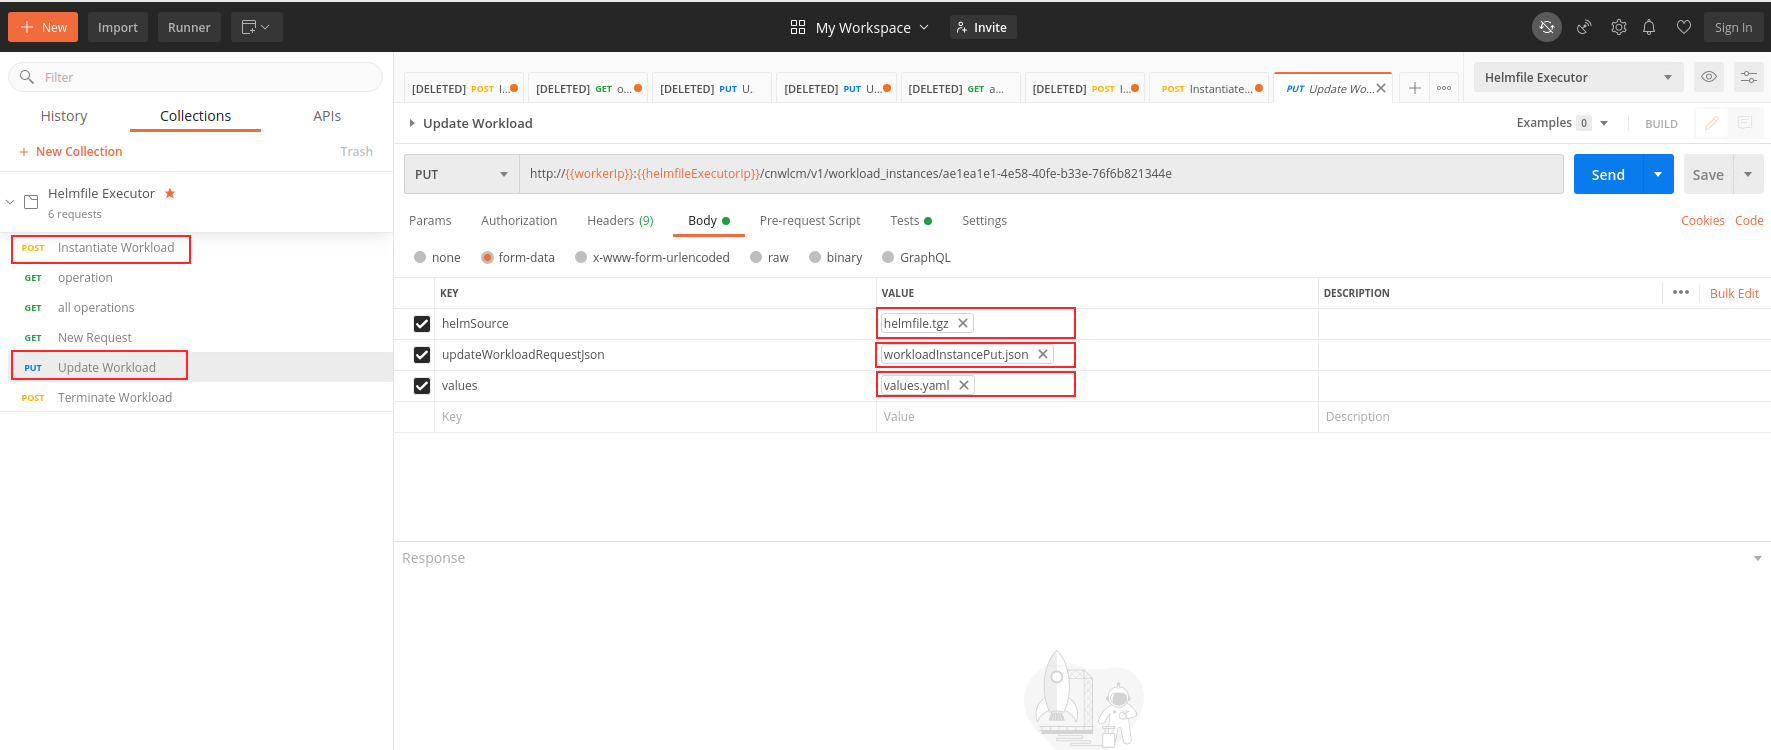 New
Import
Runner
My Workspace
Invite
Sign In
Filter
History
Collections
APIs
+ New Collection
Trash
Helmfile Executor
6 requests
POST Instantiate Workload
GET operation
GET all operations
GET New Request
PUT Update Workload
POST Terminate Workload
[DELETED] POST I...
[DELETED] GET o...
[DELETED] PUT U.
[DELETED] PUT U...
[DELETED] GET a...
[DELETED] POST I...
POST Instantiate...
PUT Update Wo...
Helmfile Executor
Update Workload
Examples 0
BUILD
PUT
http://{{workerIp}}:{{helmfileExecutorIp}}/cnwlcm/v1/workload_instances/ae1ea1e1-4e58-40fe-b33e-76f6b821344e
Send
Save
Params
Authorization
Headers (9)
Body
Pre-request Script
Tests
Settings
Cookies
Code
none
form-data
x-www-form-urlencoded
raw
binary
GraphQL
KEY
VALUE
DESCRIPTION
Bulk Edit
helmSource
helmfile.tgz
updateWorkloadRequestJson
workloadInstancePut.json
values
values.yaml
Key
Value
Description
Response